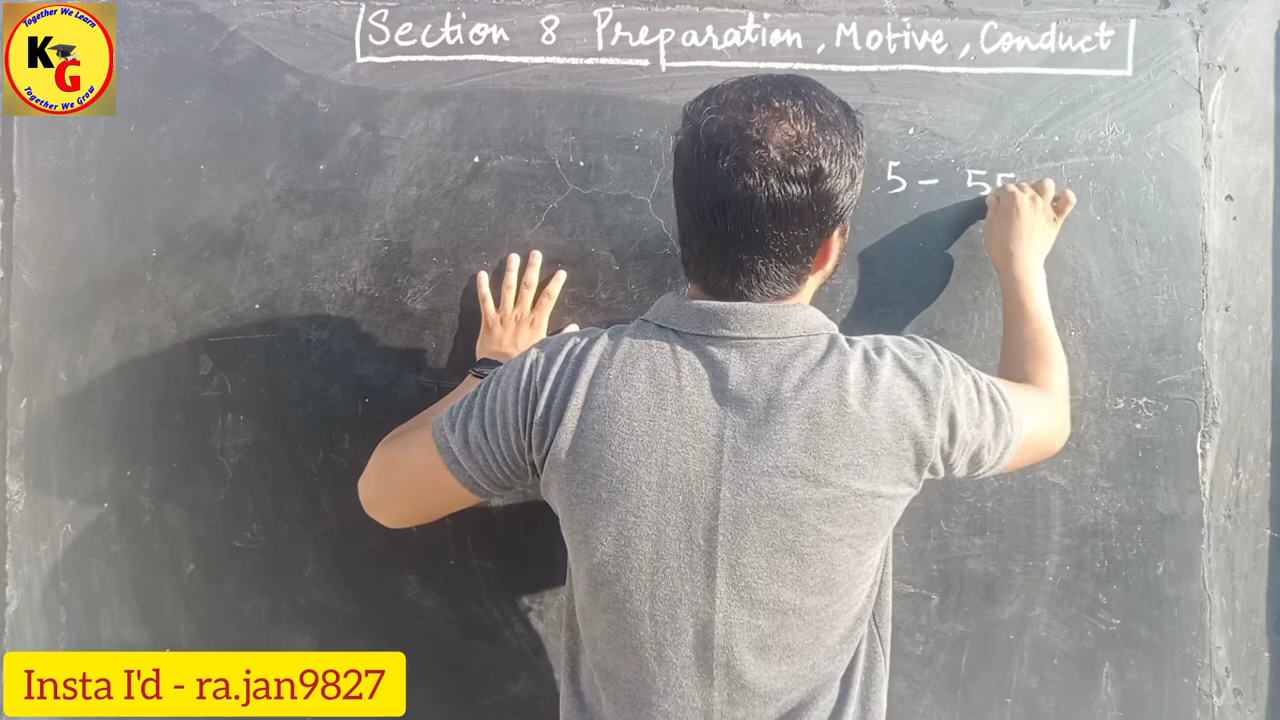 Together We Learn
KG
Together We Grow
Section 8 Preparation, Motive, Conduct
5 - 55
Insta I'd - ra.jan9827